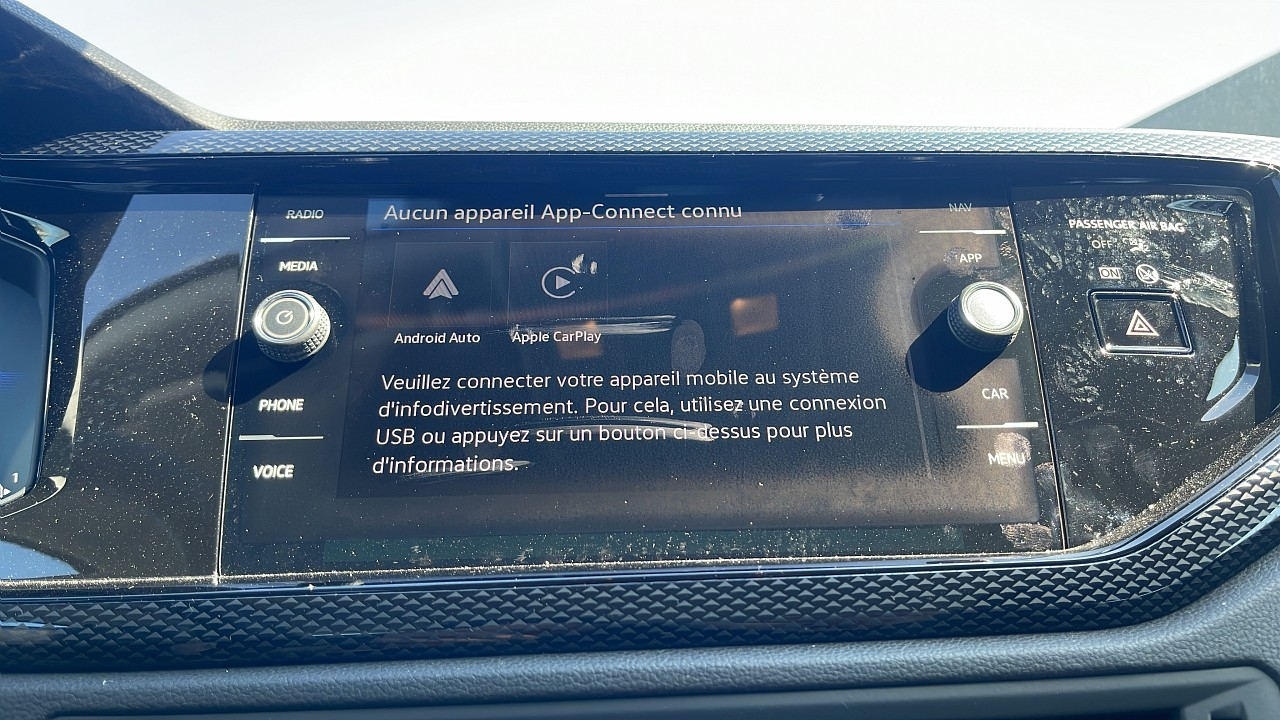 RADIO
MEDIA
PHONE
VOICE
Aucun appareil App-Connect connu
Android Auto
Apple CarPlay
Veuillez connecter votre appareil mobile au système
d'infodivertissement. Pour cela, utilisez une connexion
USB ou appuyez sur un bouton ci-dessus pour plus
d'informations.
NAV
APP
CAR
MENU
PASSENGER AIR BAG
OFF
ON
1